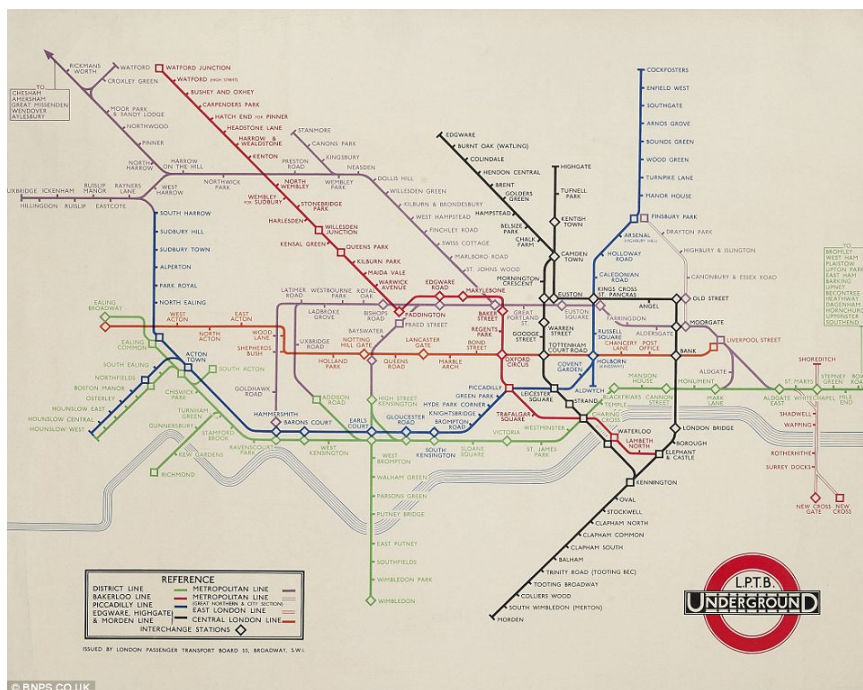 RICKMANS
WORTH
WATFORD
CROXLEY GREEN
TO
CHESHAM
AMERSHAM
GREAT MISSENDEN
WENDOVER
AYLESBURY
MOOR PARK
& SANDY LODGE
NORTHWOOD
PINNER
NORTH
HARROW
HARROW
ON THE HILL
WEST
HARROW
RAYNERS
LANE
EASTCOTE
RUISLIP
MANOR
RUISLIP
ICKENHAM
HILLINGDON
UXBRIDGE
NORTHWICK
PARK
PRESTON
ROAD
WEMBLEY
PARK
STANMORE
CANONS PARK
KINGSBURY
NEASDEN
DOLLIS HILL
WILLESDEN GREEN
KILBURN & BRONDESBURY
WEST HAMPSTEAD
FINCHLEY ROAD
SWISS COTTAGE
MARLBORO ROAD
ST. JOHNS WOOD
WATFORD JUNCTION
WATFORD (HIGH STREET)
BUSHEY AND OXHEY
CARPENDERS PARK
HATCH END FOR PINNER
HEADSTONE LANE
HARROW &
WEALDSTONE
KENTON
NORTH
WEMBLEY
WEMBLEY
FOR SUDBURY
STONEBRIDGE
PARK
HARLESDEN
WILLESDEN
JUNCTION
KENSAL GREEN
QUEENS PARK
KILBURN PARK
MAIDA VALE
WARWICK
AVENUE
PADDINGTON
EDGWARE
ROAD
MARYLEBONE
BAKER
STREET
REGENTS
PARK
OXFORD
CIRCUS
PICCADILLY
TRAFALGAR
SQUARE
CHARING
CROSS
WATERLOO
LAMBETH
NORTH
ELEPHANT
& CASTLE
EDGWARE
BURNT OAK (WATLING)
COLINDALE
HENDON CENTRAL
BRENT
GOLDERS
GREEN
HAMPSTEAD
BELSIZE
PARK
CHALK
FARM
HIGHGATE
TUFNELL
PARK
KENTISH
TOWN
CAMDEN
TOWN
MORNINGTON
CRESCENT
EUSTON
WARREN
STREET
GOODGE
STREET
TOTTENHAM
COURT ROAD
LEICESTER
SQUARE
STRAND
KINGS CROSS
ST. PANCRAS
ANGEL
OLD STREET
MOORGATE
BANK
LONDON BRIDGE
BOROUGH
KENNINGTON
OVAL
STOCKWELL
CLAPHAM NORTH
CLAPHAM COMMON
CLAPHAM SOUTH
BALHAM
TRINITY ROAD (TOOTING BEC)
TOOTING BROADWAY
COLLIERS WOOD
SOUTH WIMBLEDON (MERTON)
MORDEN
COCKFOSTERS
ENFIELD WEST
SOUTHGATE
ARNOS GROVE
BOUNDS GREEN
WOOD GREEN
TURNPIKE LANE
MANOR HOUSE
FINSBURY PARK
ARSENAL
(HIGHBURY HILL)
HOLLOWAY
ROAD
CALEDONIAN
ROAD
RUSSELL
SQUARE
HOLBORN
(KINGSWAY)
COVENT
GARDEN
ALDWYCH
DRAYTON PARK
HIGHBURY & ISLINGTON
CANONBURY & ESSEX ROAD
SOUTH HARROW
SUDBURY HILL
SUDBURY TOWN
ALPERTON
PARK ROYAL
NORTH EALING
EALING
BROADWAY
EALING
COMMON
WEST
ACTON
NORTH
ACTON
EAST
ACTON
WOOD
LANE
SHEPHERDS
BUSH
HOLLAND
PARK
NOTTING
HILL GATE
QUEENS
ROAD
LANCASTER
GATE
MARBLE
ARCH
BOND
STREET
CHANCERY
LANE
POST
OFFICE
LIVERPOOL STREET
LATIMER
ROAD
LADBROKE
GROVE
WESTBOURNE
PARK
ROYAL
OAK
BISHOPS
ROAD
PRAED STREET
BAYSWATER
UXBRIDGE
ROAD
GOLDHAWK
ROAD
HAMMERSMITH
ADDISON
ROAD
HIGH STREET
KENSINGTON
GREAT
PORTLAND
ST
EUSTON
SQUARE
FARRINGDON
ALDERSGATE
ALDGATE
SOUTH
EALING
NORTHFIELDS
BOSTON MANOR
OSTERLEY
HOUNSLOW EAST
HOUNSLOW CENTRAL
HOUNSLOW WEST
ACTON
TOWN
SOUTH ACTON
CHISWICK
PARK
TURNHAM
GREEN
GUNNERSBURY
KEW GARDENS
RICHMOND
STAMFORD
BROOK
RAVENSCOURT
PARK
BARONS COURT
WEST
KENSINGTON
EARLS
COURT
GLOUCESTER
ROAD
SOUTH
KENSINGTON
BROMPTON
ROAD
KNIGHTSBRIDGE
HYDE PARK CORNER
GREEN PARK
SLOANE
SQUARE
VICTORIA
ST. JAMES
PARK
WESTMINSTER
TEMPLE
BLACKFRIARS
MANSION
HOUSE
CANNON
STREET
MONUMENT
MARK
LANE
ALDGATE
EAST
ST. MARYS
WHITECHAPEL
STEPNEY
GREEN
MILE
END
WEST
BROMPTON
WALHAM GREEN
PARSONS GREEN
PUTNEY BRIDGE
EAST PUTNEY
SOUTHFIELDS
WIMBLEDON PARK
WIMBLEDON
SHOREDITCH
SHADWELL
WAPPING
ROTHERHITHE
SURREY DOCKS
NEW CROSS
GATE
NEW
CROSS
TO
BROMLEY
WEST HAM
PLAISTOW
UPTON PARK
EAST HAM
BARKING
UPNEY
BECONTREE
REFERENCE
DISTRICT LINE
BAKERLOO LINE
PICCADILLY LINE
EDGWARE, HIGHGATE
& MORDEN LINE
METROPOLITAN LINE
METROPOLITAN LINE
(GREAT NORTHERN & CITY SECTION)
EAST LONDON LINE
CENTRAL LONDON LINE
INTERCHANGE STATIONS
ISSUED BY LONDON PASSENGER TRANSPORT BOARD 55, BROADWAY, S.W.1.
L.P.T.B.
UNDERGROUND
© BNPS.CO.UK